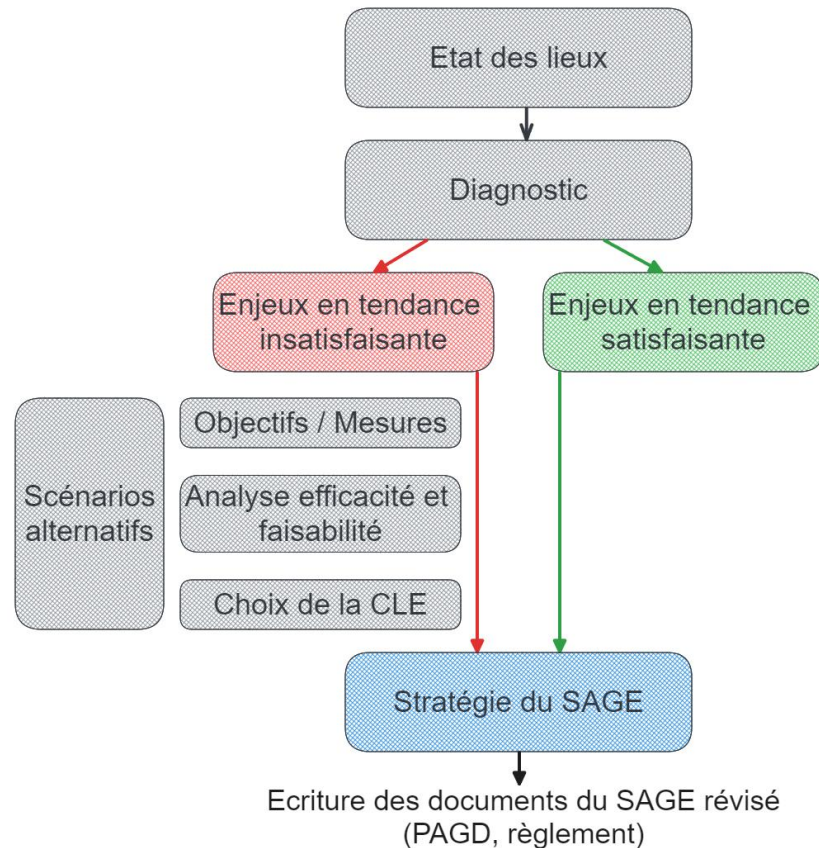 Etat des lieux
Diagnostic
Enjeux en tendance
insatisfaisante
Enjeux en tendance
satisfaisante
Scénarios
alternatifs
Objectifs / Mesures
Analyse efficacité et
faisabilité
Choix de la CLE
Stratégie du SAGE
Ecriture des documents du SAGE révisé
(PAGD, règlement)